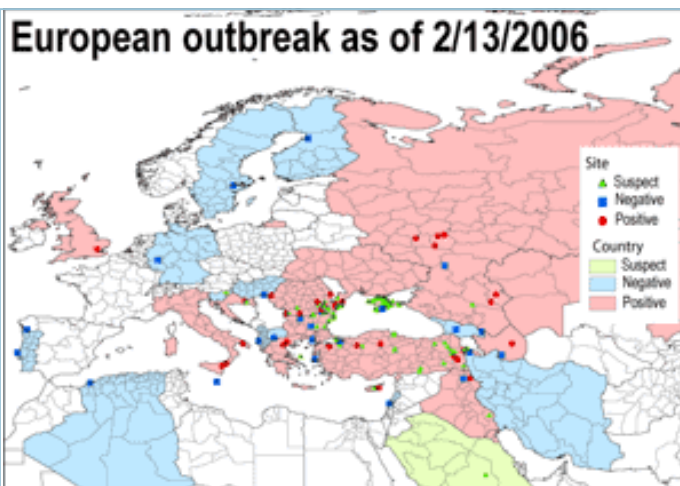 European outbreak as of 2/13/2006
Site
Suspect
Negative
Positive
Country
Suspect
Negative
Positive